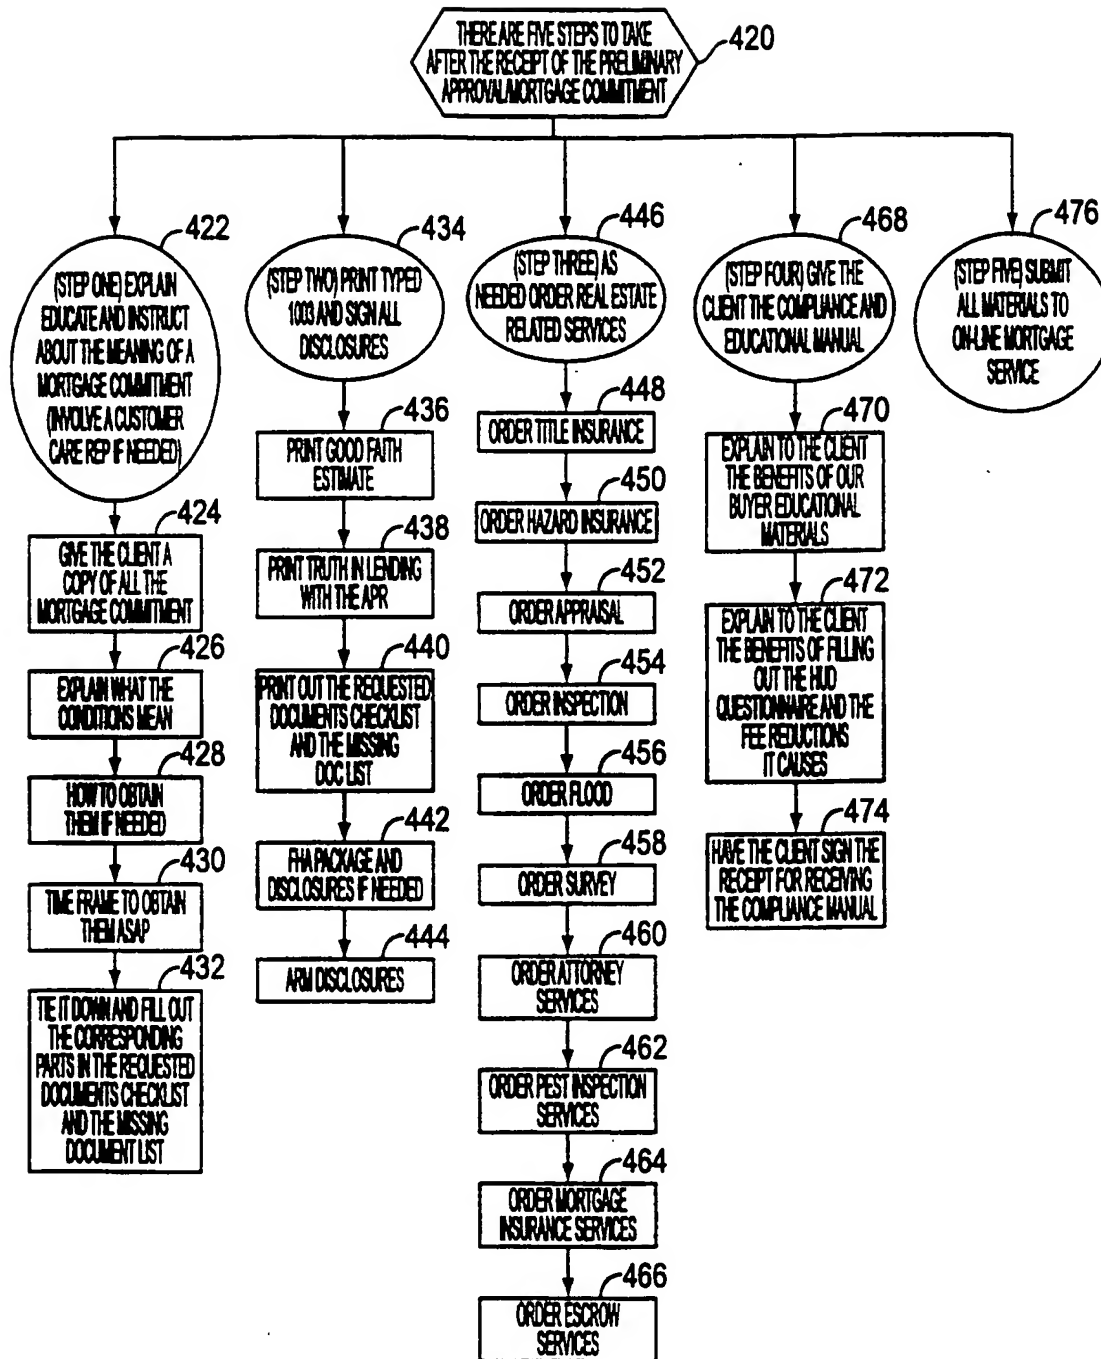 THERE ARE FIVE STEPS TO TAKE
AFTER THE RECEIPT OF THE PRELIMINARY
APPROVAL/MORTGAGE COMMITMENT
420
422
(STEP ONE) EXPLAIN
EDUCATE AND INSTRUCT
ABOUT THE MEANING OF A
MORTGAGE COMMITMENT
(INVOLVE A CUSTOMER
CARE REP IF NEEDED)
424
GIVE THE CLIENT A
COPY OF ALL THE
MORTGAGE COMMITMENT
426
EXPLAIN WHAT THE
CONDITIONS MEAN
428
HOW TO OBTAIN
THEM IF NEEDED
430
TIME FRAME TO OBTAIN
THEM ASAP
432
TIE IT DOWN AND FILL OUT
THE CORRESPONDING
PARTS IN THE REQUESTED
DOCUMENTS CHECKLIST
AND THE MISSING
DOCUMENT LIST
434
(STEP TWO) PRINT TYPED
1003 AND SIGN ALL
DISCLOSURES
436
PRINT GOOD FAITH
ESTIMATE
438
PRINT TRUTH IN LENDING
WITH THE APR
440
PRINT OUT THE REQUESTED
DOCUMENTS CHECKLIST
AND THE MISSING
DOC LIST
442
FHA PACKAGE AND
DISCLOSURES IF NEEDED
444
ARM DISCLOSURES
446
(STEP THREE) AS
NEEDED ORDER REAL ESTATE
RELATED SERVICES
448
ORDER TITLE INSURANCE
450
ORDER HAZARD INSURANCE
452
ORDER APPRAISAL
454
ORDER INSPECTION
456
ORDER FLOOD
458
ORDER SURVEY
460
ORDER ATTORNEY
SERVICES
462
ORDER PEST INSPECTION
SERVICES
464
ORDER MORTGAGE
INSURANCE SERVICES
466
ORDER ESCROW
SERVICES
468
(STEP FOUR) GIVE THE
CLIENT THE COMPLIANCE AND
EDUCATIONAL MANUAL
470
EXPLAIN TO THE CLIENT
THE BENEFITS OF OUR
BUYER EDUCATIONAL
MATERIALS
472
EXPLAIN TO THE CLIENT
THE BENEFITS OF FILLING
OUT THE HUD
QUESTIONNAIRE AND THE
FEE REDUCTIONS
IT CAUSES
474
HAVE THE CLIENT SIGN THE
RECEIPT FOR RECEIVING
THE COMPLIANCE MANUAL
476
(STEP FIVE) SUBMIT
ALL MATERIALS TO
ON-LINE MORTGAGE
SERVICE